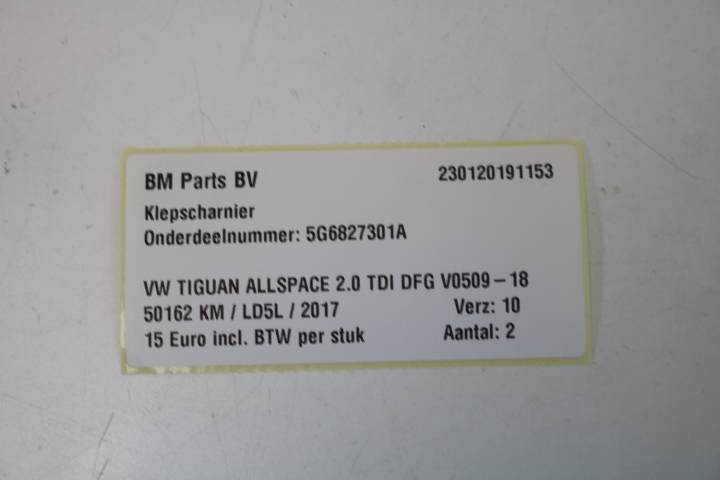 BM Parts BV 230120191153
Klepscharnier
Onderdeelnummer: 5G6827301A
VW TIGUAN ALLSPACE 2.0 TDI DFG V0509-18
50162 KM / LD5L / 2017 Verz: 10
15 Euro incl. BTW per stuk Aantal: 2